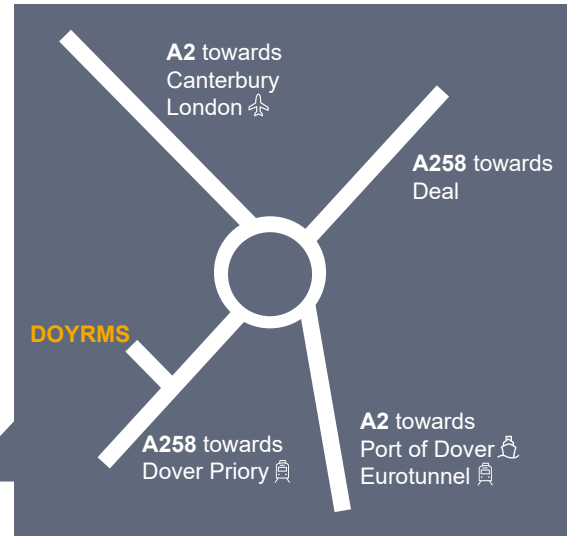 A2 towards
Canterbury
London
A258 towards
Deal
DOYRMS
A258 towards
Dover Priory
A2 towards
Port of Dover
Eurotunnel